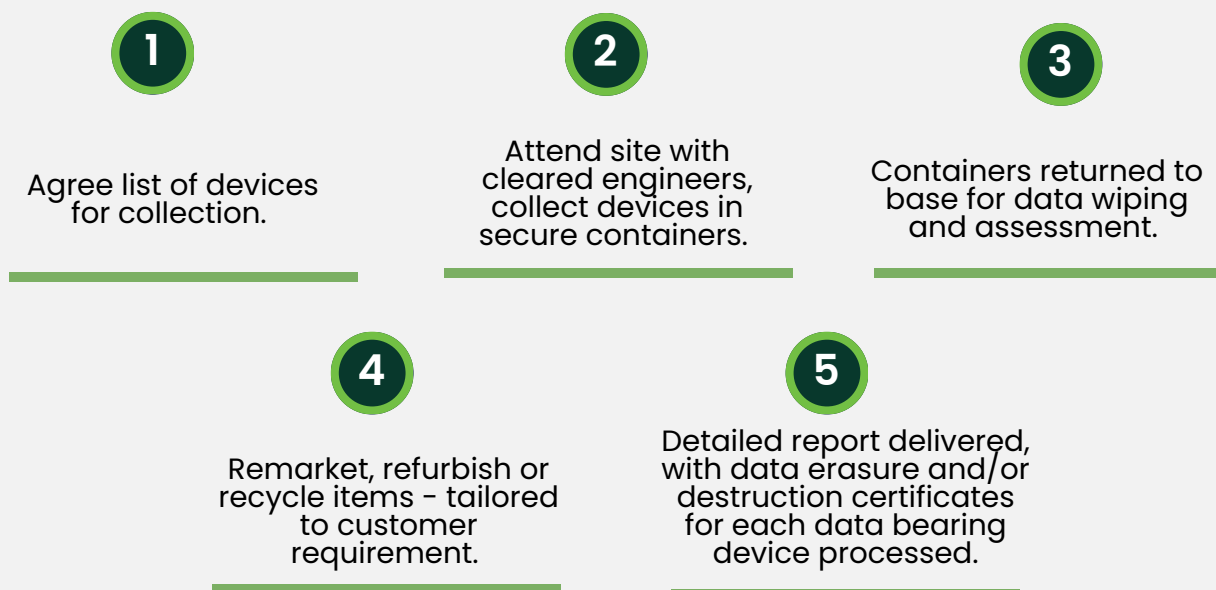 1
Agree list of devices
for collection.
2
Attend site with
cleared engineers,
collect devices in
secure containers.
3
Containers returned to
base for data wiping
and assessment.
4
Remarket, refurbish or
recycle items - tailored
to customer
requirement.
5
Detailed report delivered,
with data erasure and/or
destruction certificates
for each data bearing
device processed.